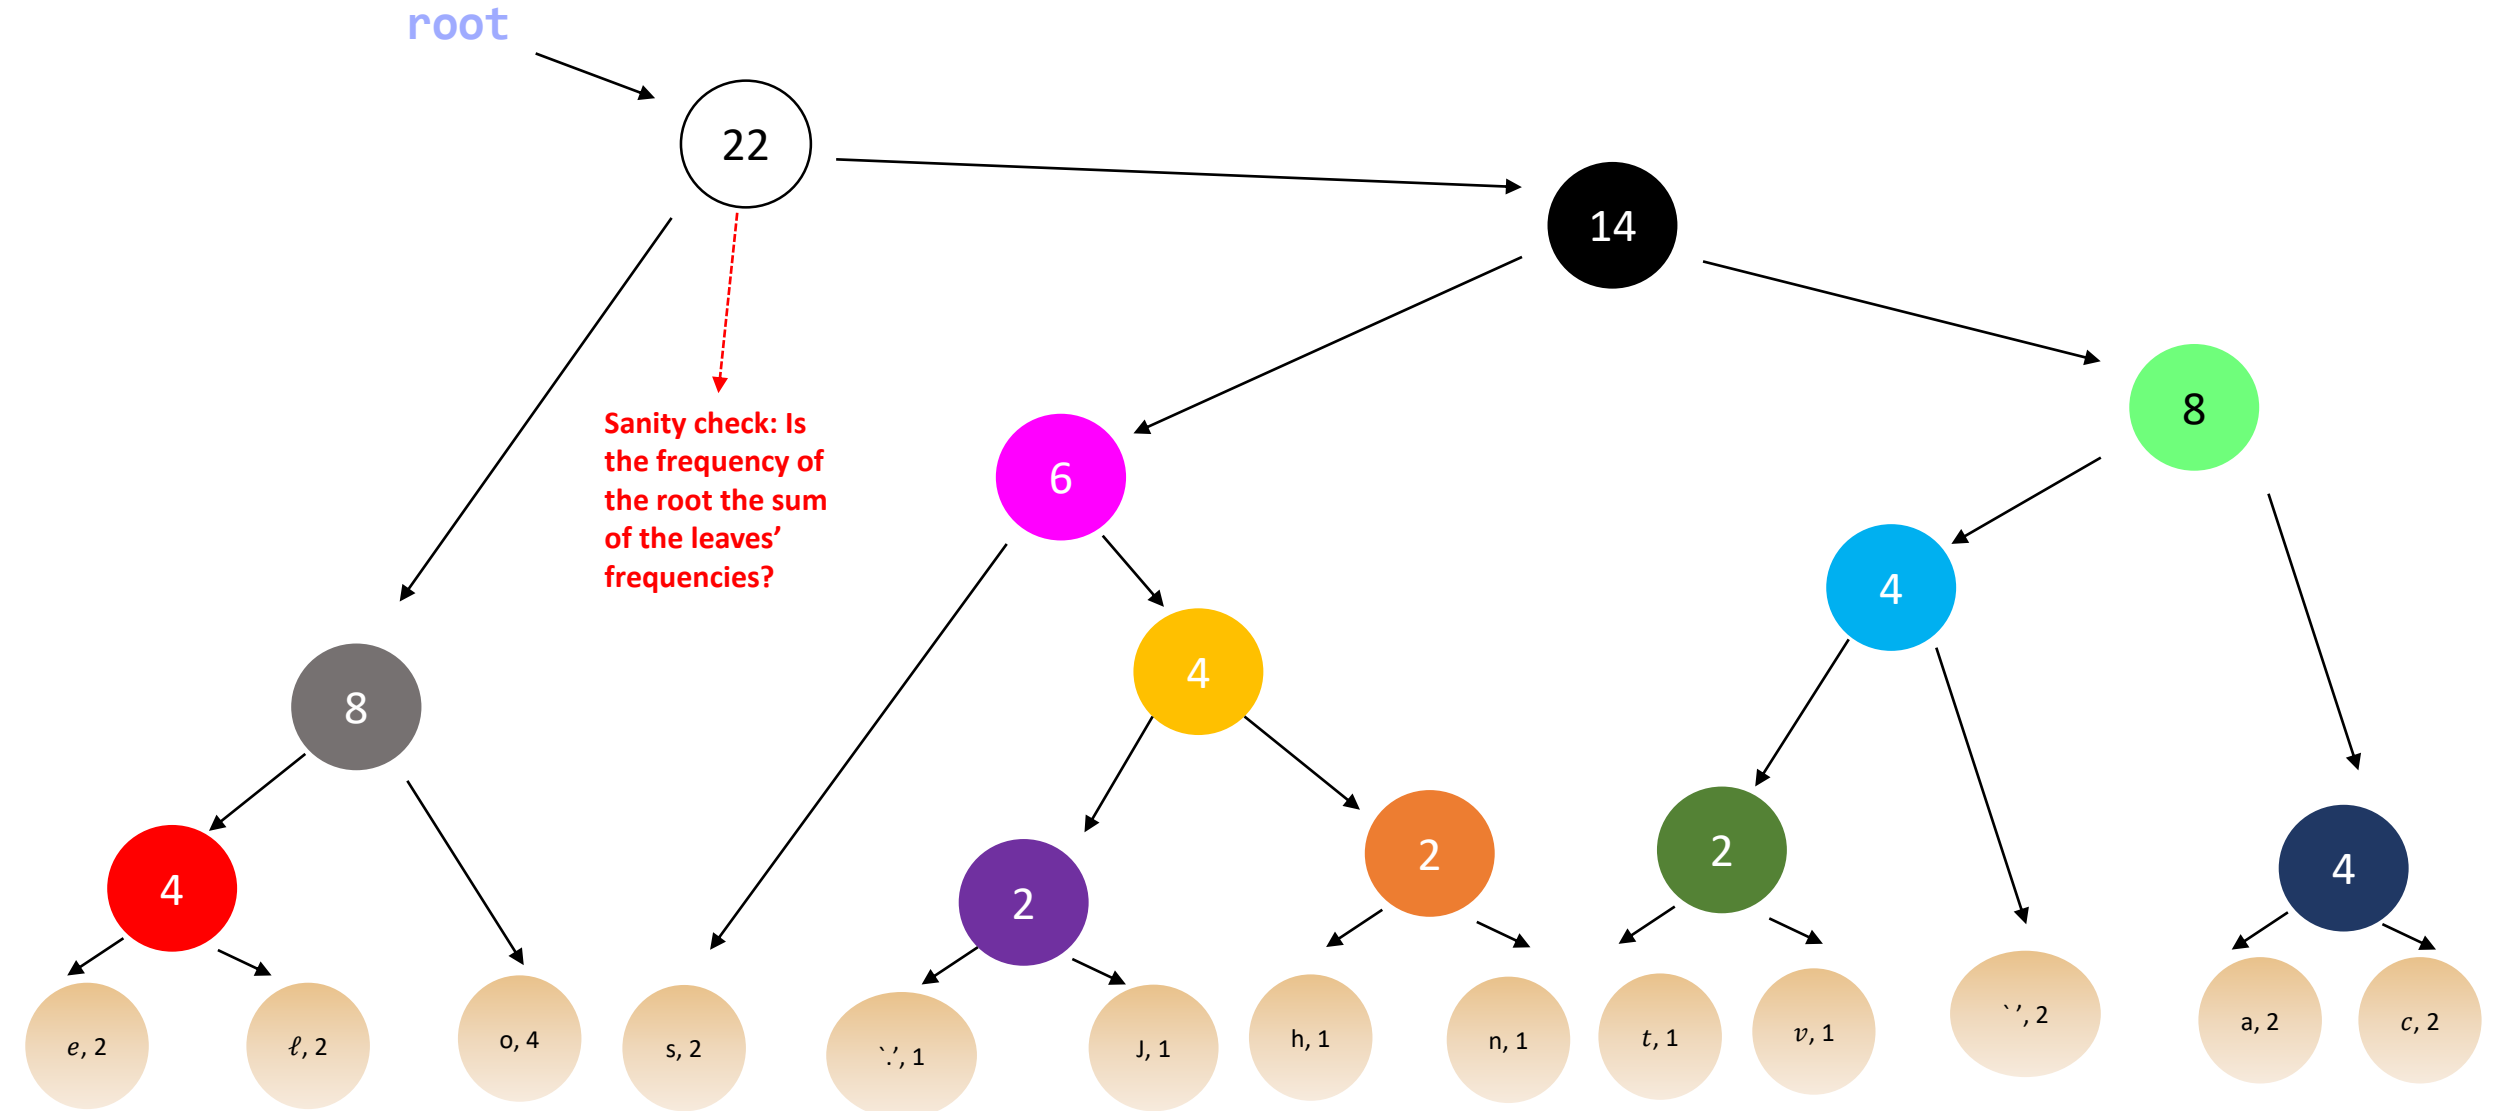 root
22
14
8
Sanity check: Is
the frequency of
the root the sum
of the leaves’
frequencies?
6
4
4
8
2
2
2
4
4
e, 2
ℓ, 2
o, 4
s, 2
‵.′, 1
J, 1
h, 1
n, 1
t, 1
v, 1
‵ ′, 2
a, 2
c, 2